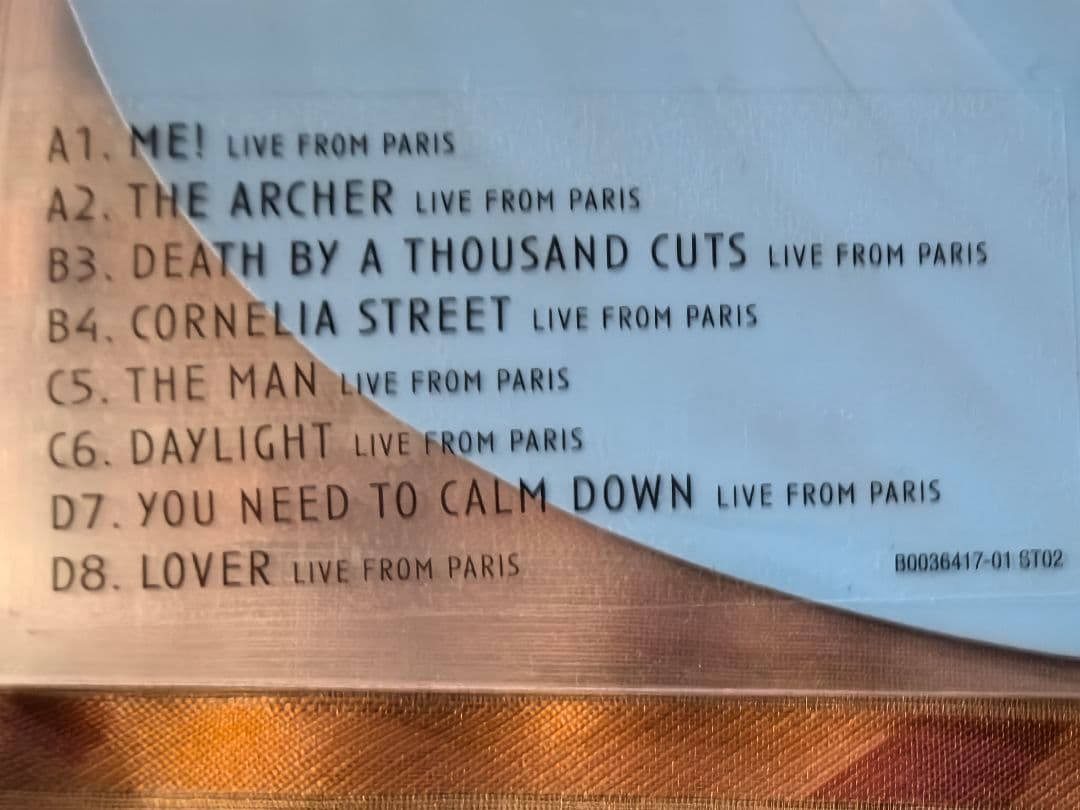 A1. ME! LIVE FROM PARIS
A2. THE ARCHER LIVE FROM PARIS
B3. DEATH BY A THOUSAND CUTS LIVE FROM PARIS
B4. CORNELIA STREET LIVE FROM PARIS
C5. THE MAN LIVE FROM PARIS
C6. DAYLIGHT LIVE FROM PARIS
D7. YOU NEED TO CALM DOWN LIVE FROM PARIS
D8. LOVER LIVE FROM PARIS
B0036417-01 ST02